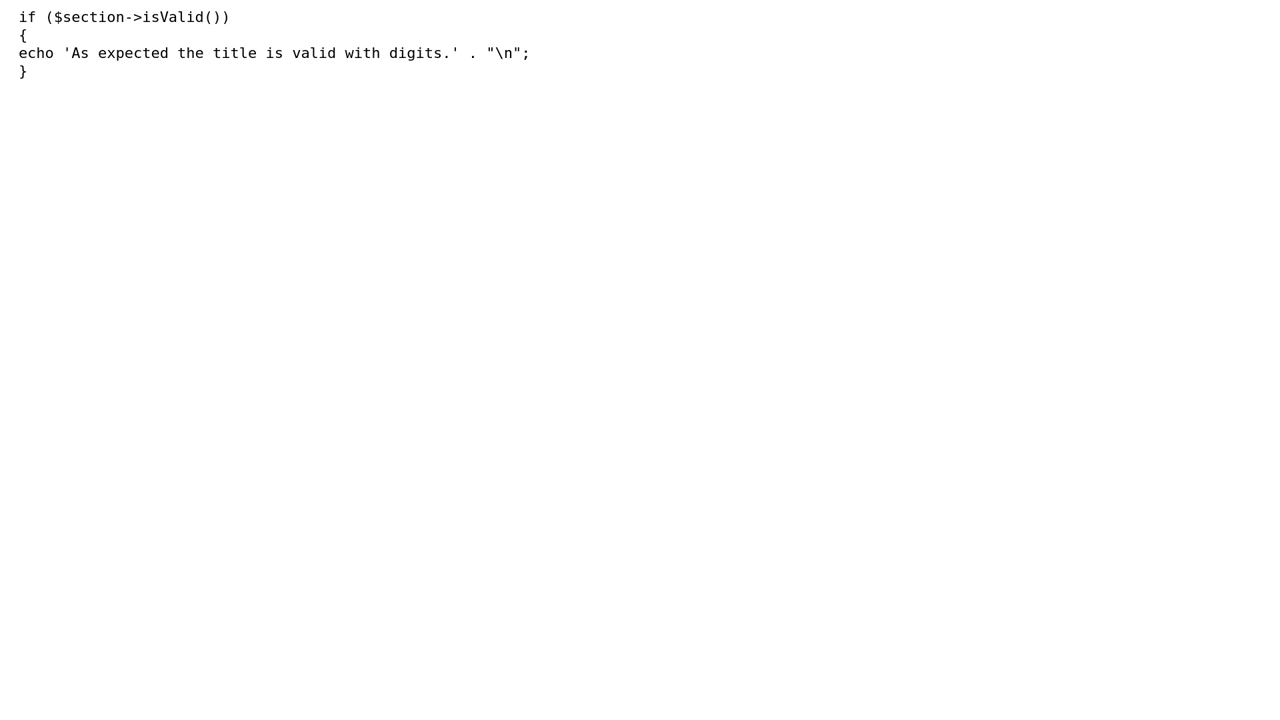 if ($section->isValid())
{
echo 'As expected the title is valid with digits.' . "\n";
}